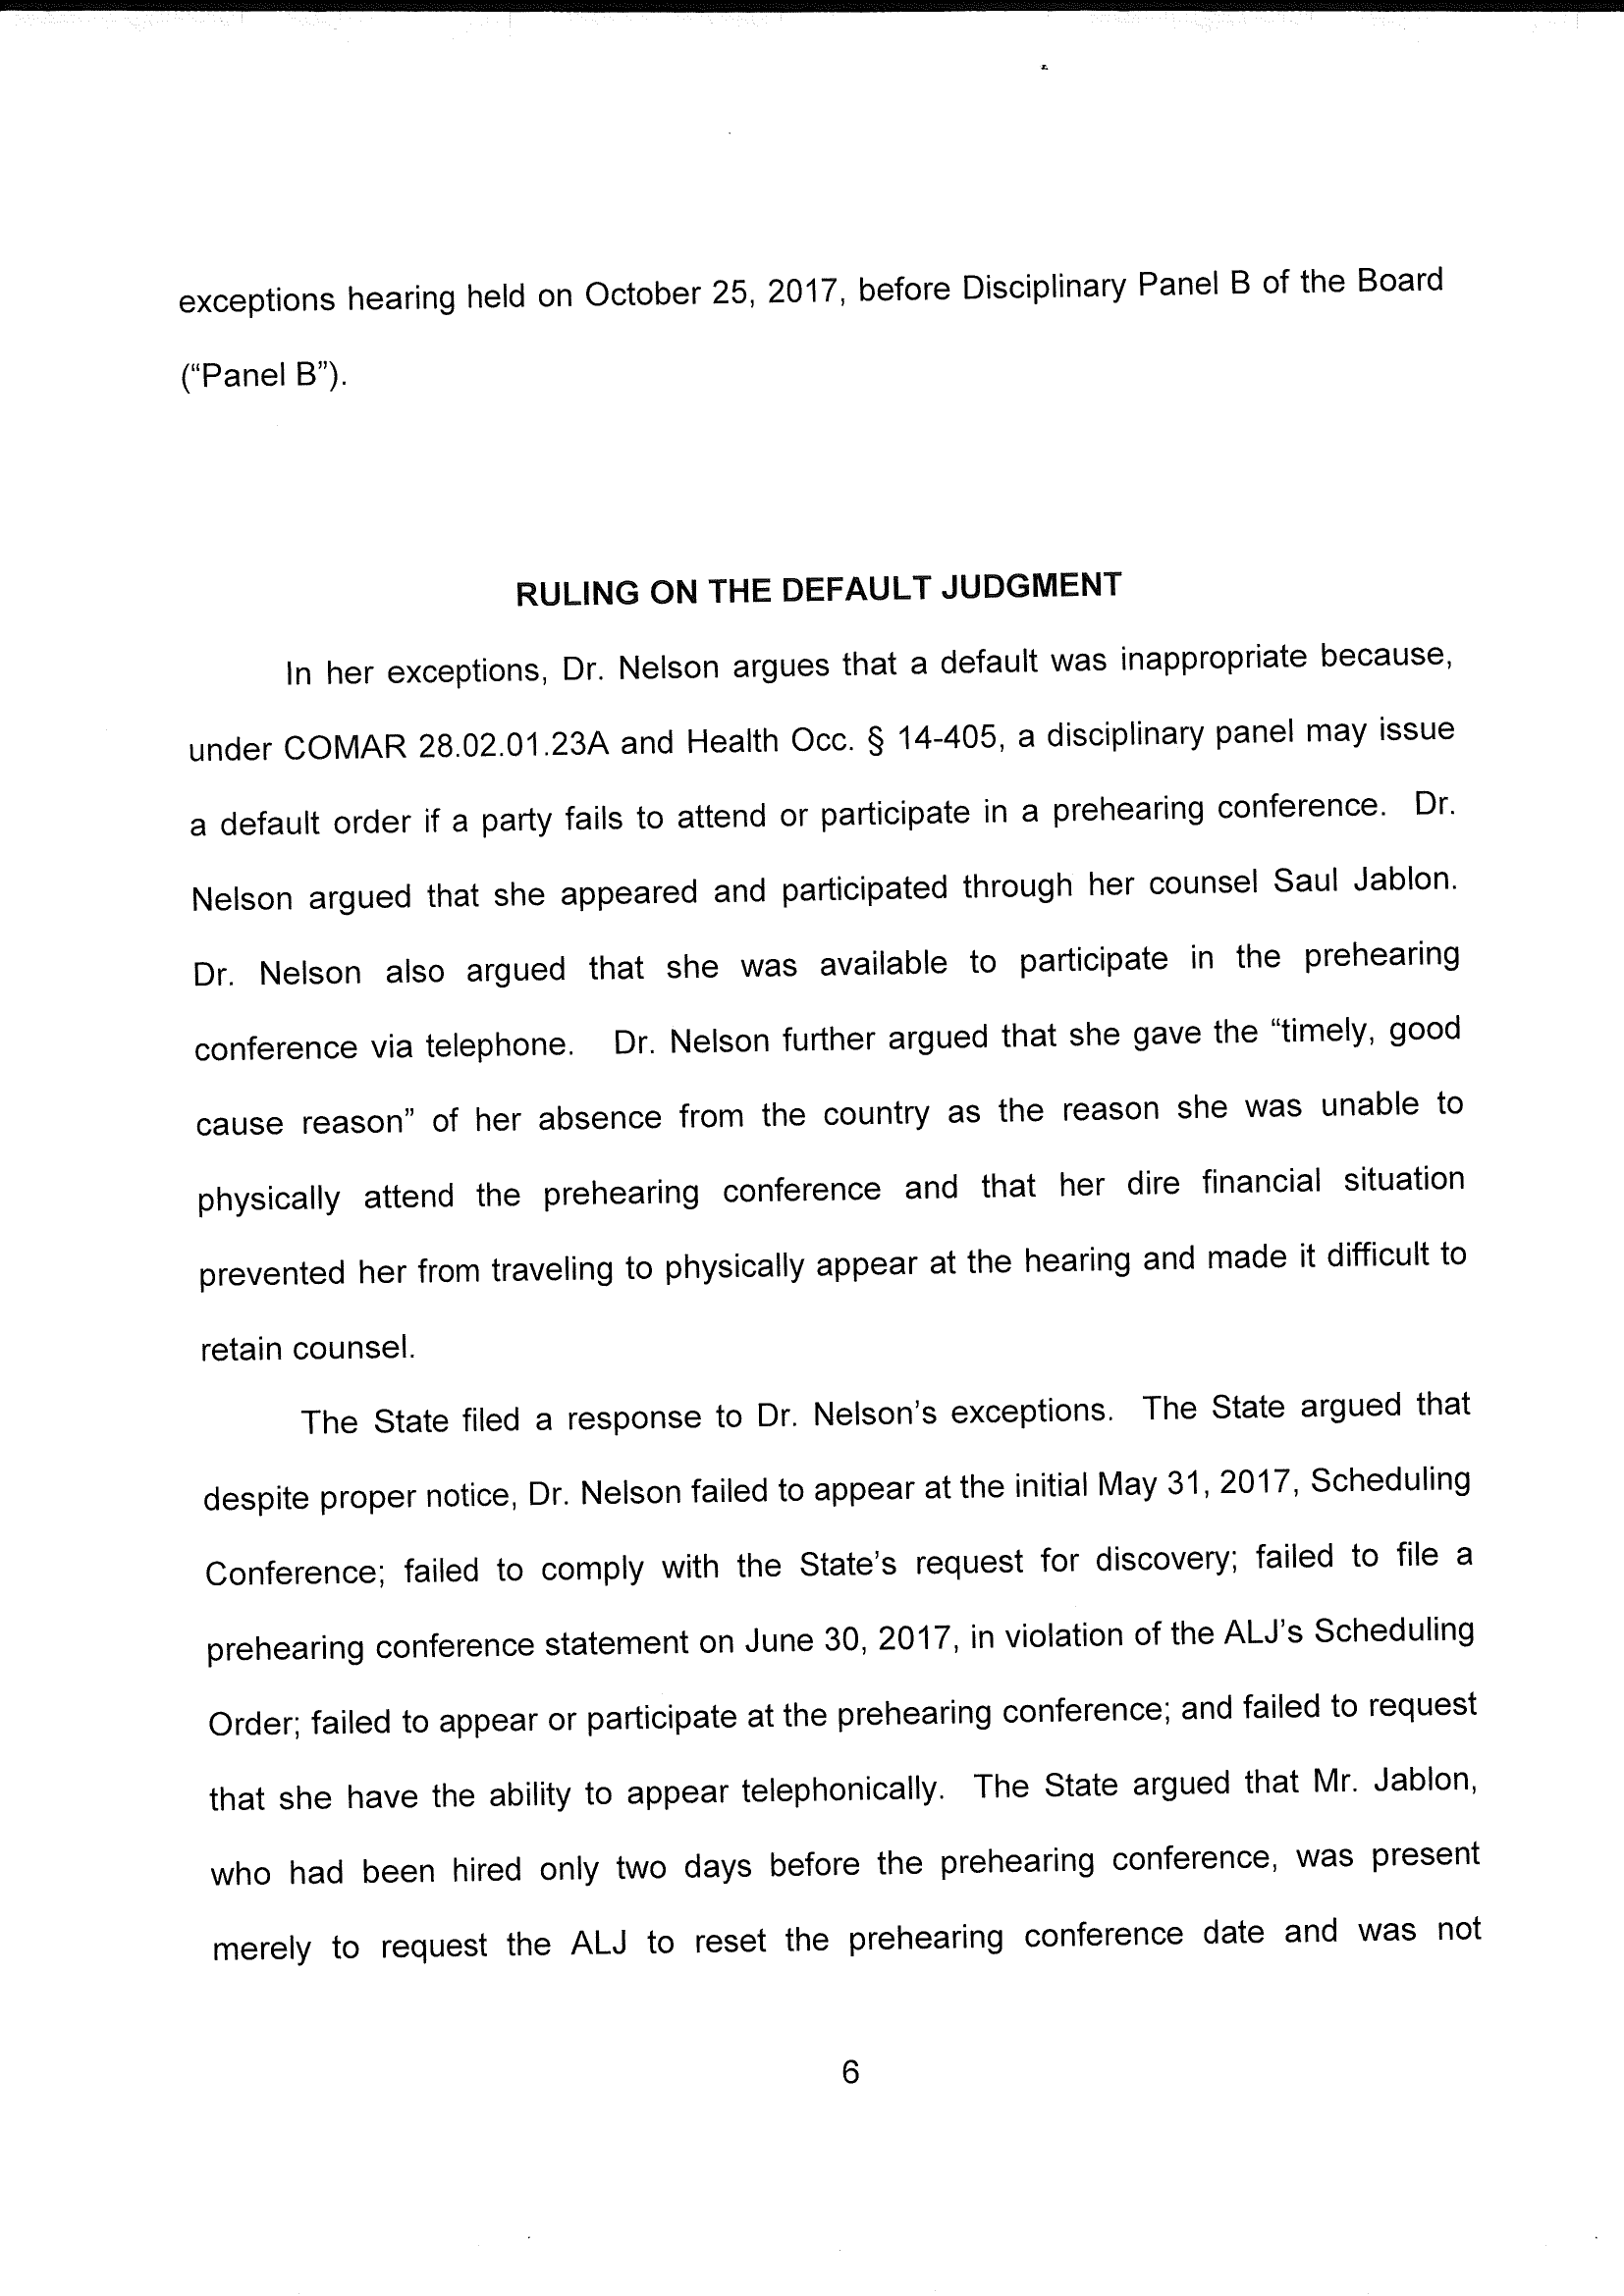 exceptions hearing held on October 25, 2017, before Disciplinary Panel B of the Board
(“Panel B”).
RULING ON THE DEFAULT JUDGMENT
In her exceptions, Dr. Nelson argues that a default was inappropriate because,
under COMAR 28.02.01.23A and Health Occ. § 14-405, a disciplinary panel may issue
a default order if a party fails to attend or participate in a prehearing conference. Dr.
Nelson argued that she appeared and participated through her counsel Saul Jablon.
Dr. Nelson also argued that she was available to participate in the prehearing
conference via telephone. Dr. Nelson further argued that she gave the “timely, good
cause reason” of her absence from the country as the reason she was unable to
physically attend the prehearing conference and that her dire financial situation
prevented her from traveling to physically appear at the hearing and made it difficult to
retain counsel.
The State filed a response to Dr. Nelson’s exceptions. The State argued that
despite proper notice, Dr. Nelson failed to appear at the initial May 31, 2017, Scheduling
Conference; failed to comply with the State’s request for discovery; failed to file a
prehearing conference statement on June 30, 2017, in violation of the ALJ’s Scheduling
Order; failed to appear or participate at the prehearing conference; and failed to request
that she have the ability to appear telephonically. The State argued that Mr. Jablon,
who had been hired only two days before the prehearing conference, was present
merely to request the ALJ to reset the prehearing conference date and was not
6